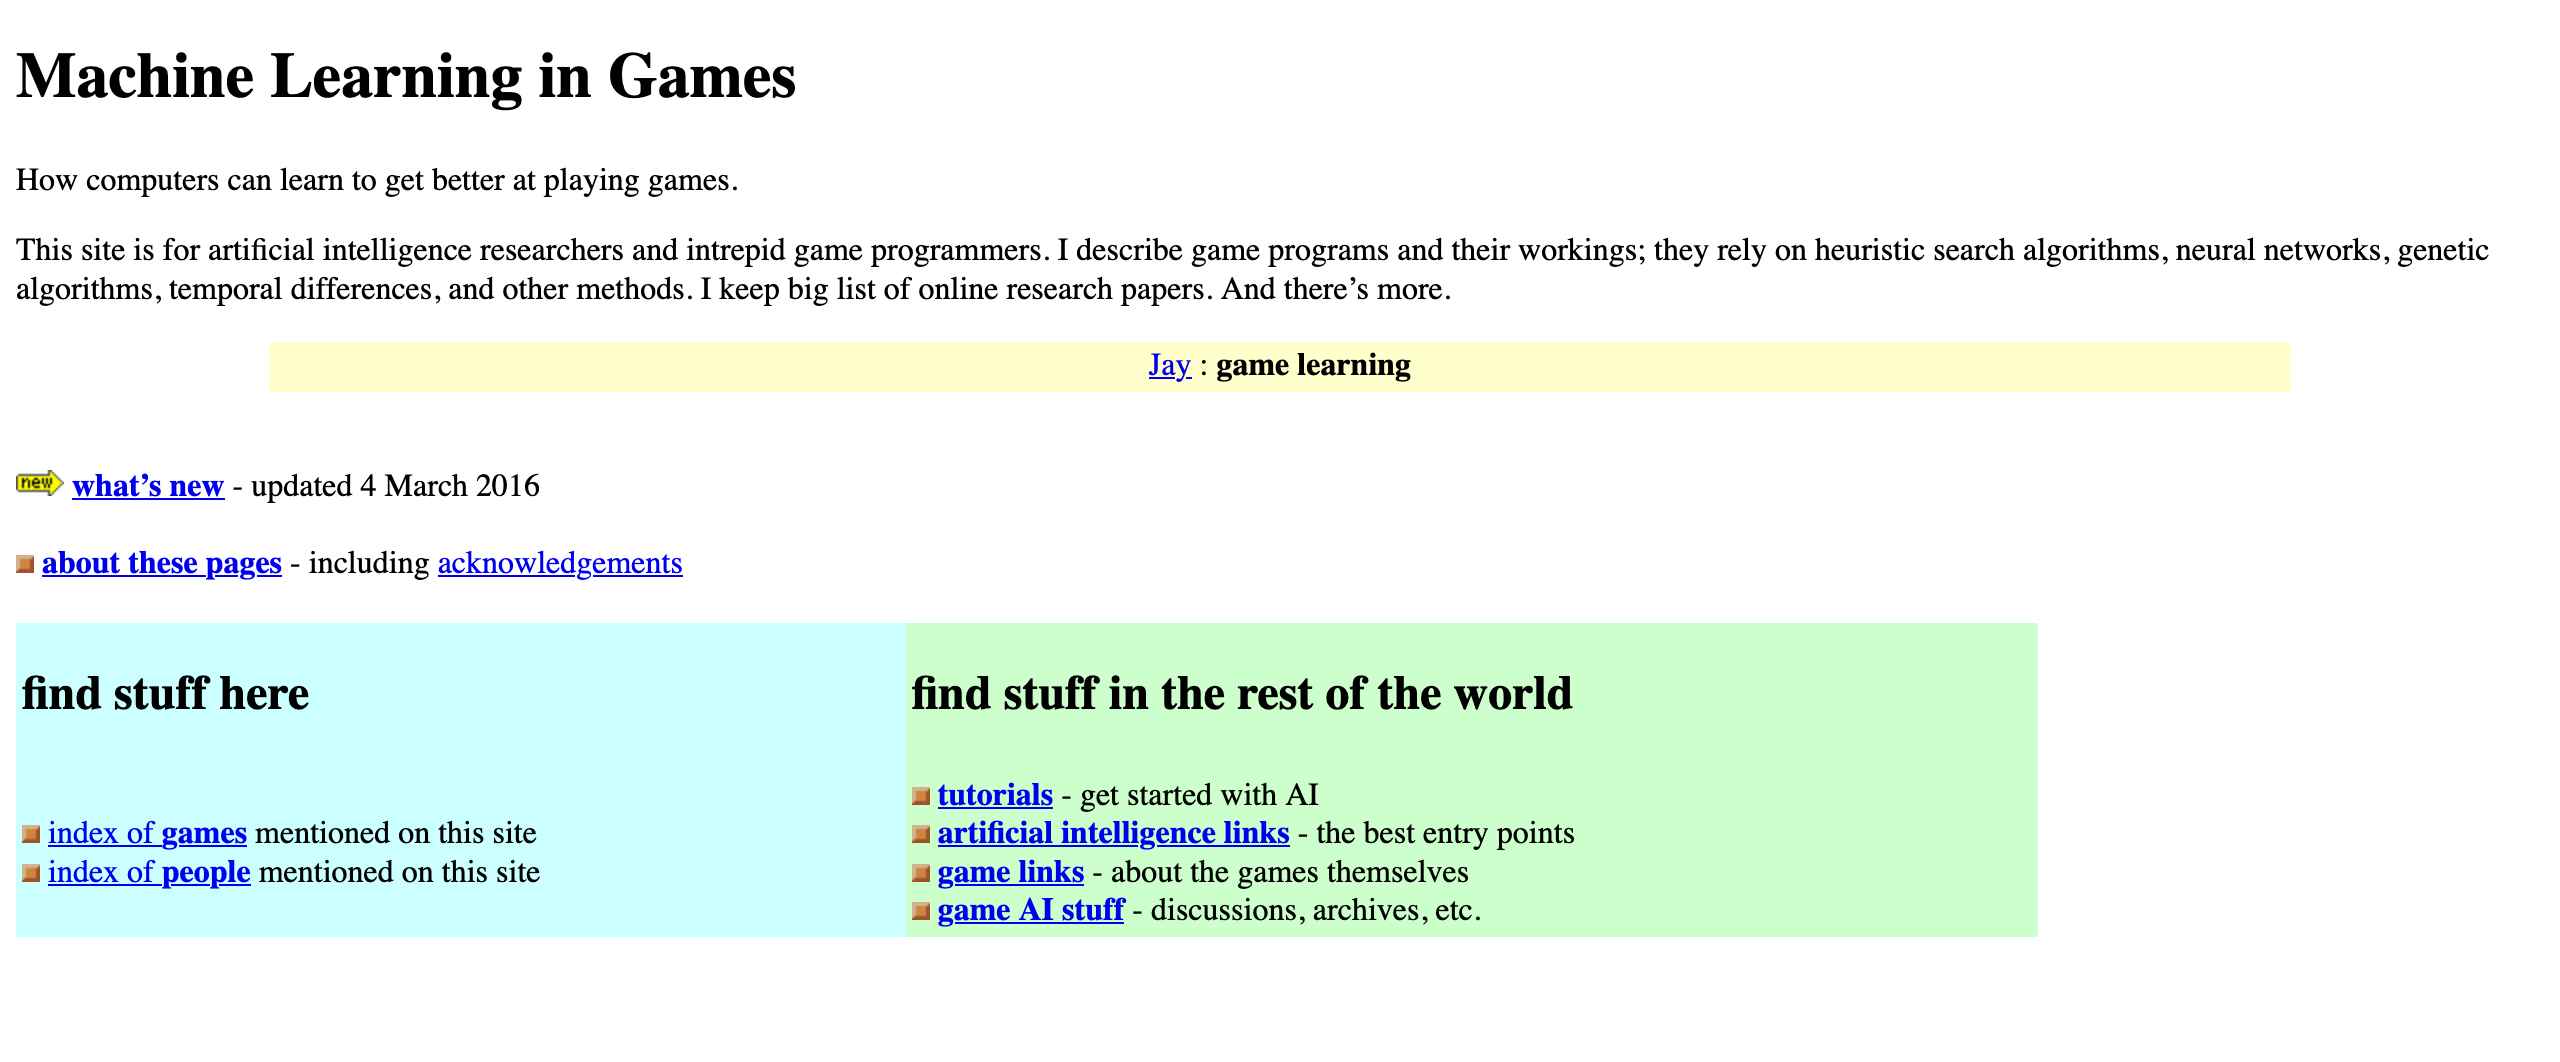 Machine Learning in Games
How computers can learn to get better at playing games.
This site is for artificial intelligence researchers and intrepid game programmers. I describe game programs and their workings; they rely on heuristic search algorithms, neural networks, genetic
algorithms, temporal differences, and other methods. I keep big list of online research papers. And there’s more.
Jay : game learning
new what’s new - updated 4 March 2016
about these pages - including acknowledgements
find stuff here
index of games mentioned on this site
index of people mentioned on this site
find stuff in the rest of the world
tutorials - get started with AI
artificial intelligence links - the best entry points
game links - about the games themselves
game AI stuff - discussions, archives, etc.